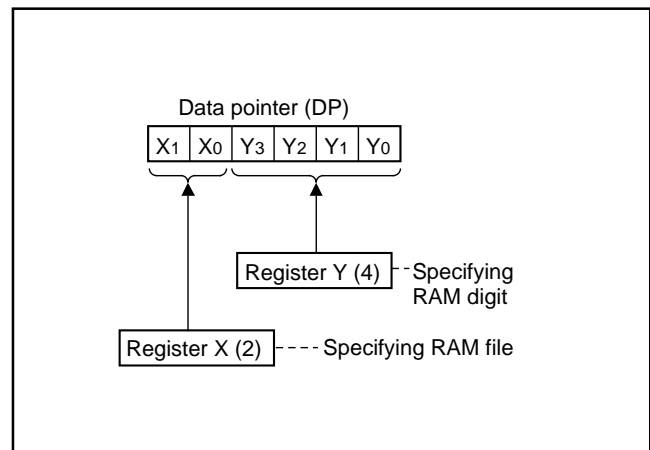 Data pointer (DP)
X1 X0 Y3 Y2 Y1 Y0
Register Y (4) Specifying
RAM digit
Register X (2) Specifying RAM file